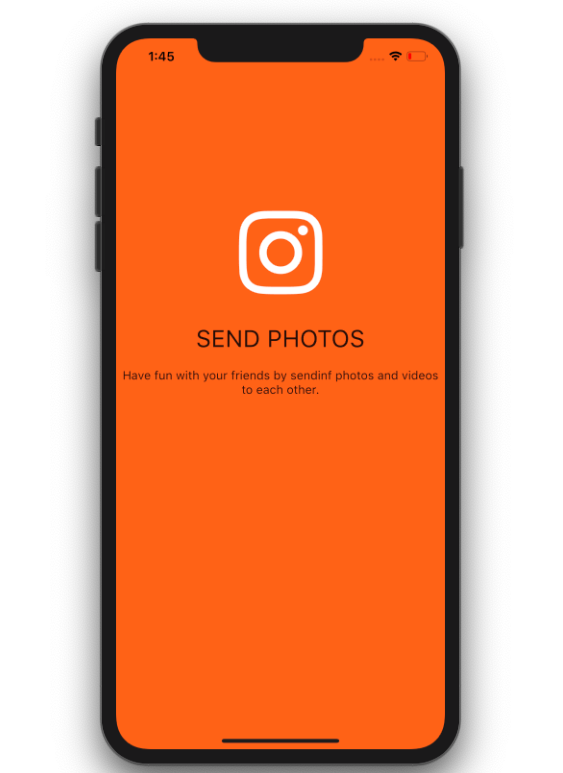 1:45
SEND PHOTOS
Have fun with your friends by sendinf photos and videos
to each other.